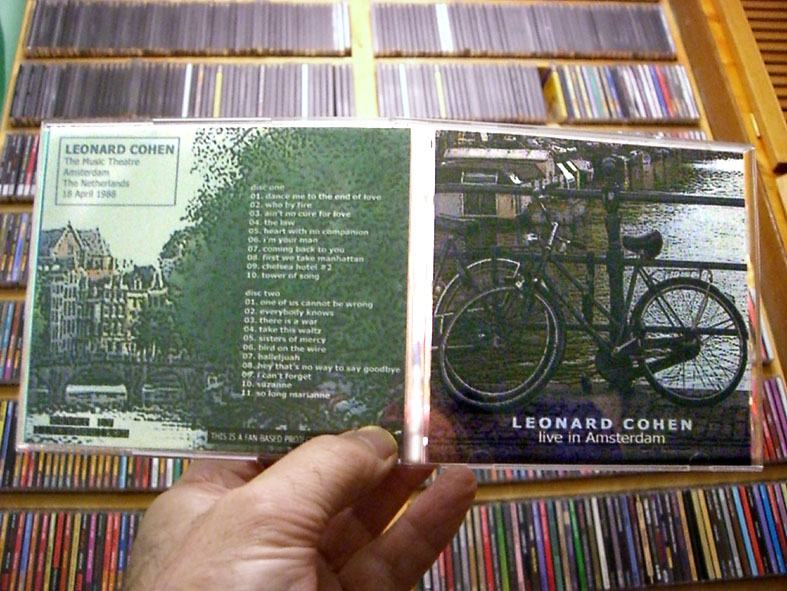 LEONARD COHEN
The Music Theatre
Amsterdam
The Netherlands
18 April 1988
disc one
01. dance me to the end of love
02. who by fire
03. ain't no cure for love
04. the law
05. heart with no companion
06. i'm your man
07. coming back to you
08. first we take manhattan
09. chelsea hotel #2
10. tower of song
disc two
01. one of us cannot be wrong
02. everybody knows
03. there is a war
04. take this waltz
05. sisters of mercy
06. bird on the wire
07. halleljuah
08. hey that's no way to say goodbye
09. i can't forget
10. suzanne
11. so long marianne
THIS IS A FAN BASED
LEONARD COHEN
live in Amsterdam